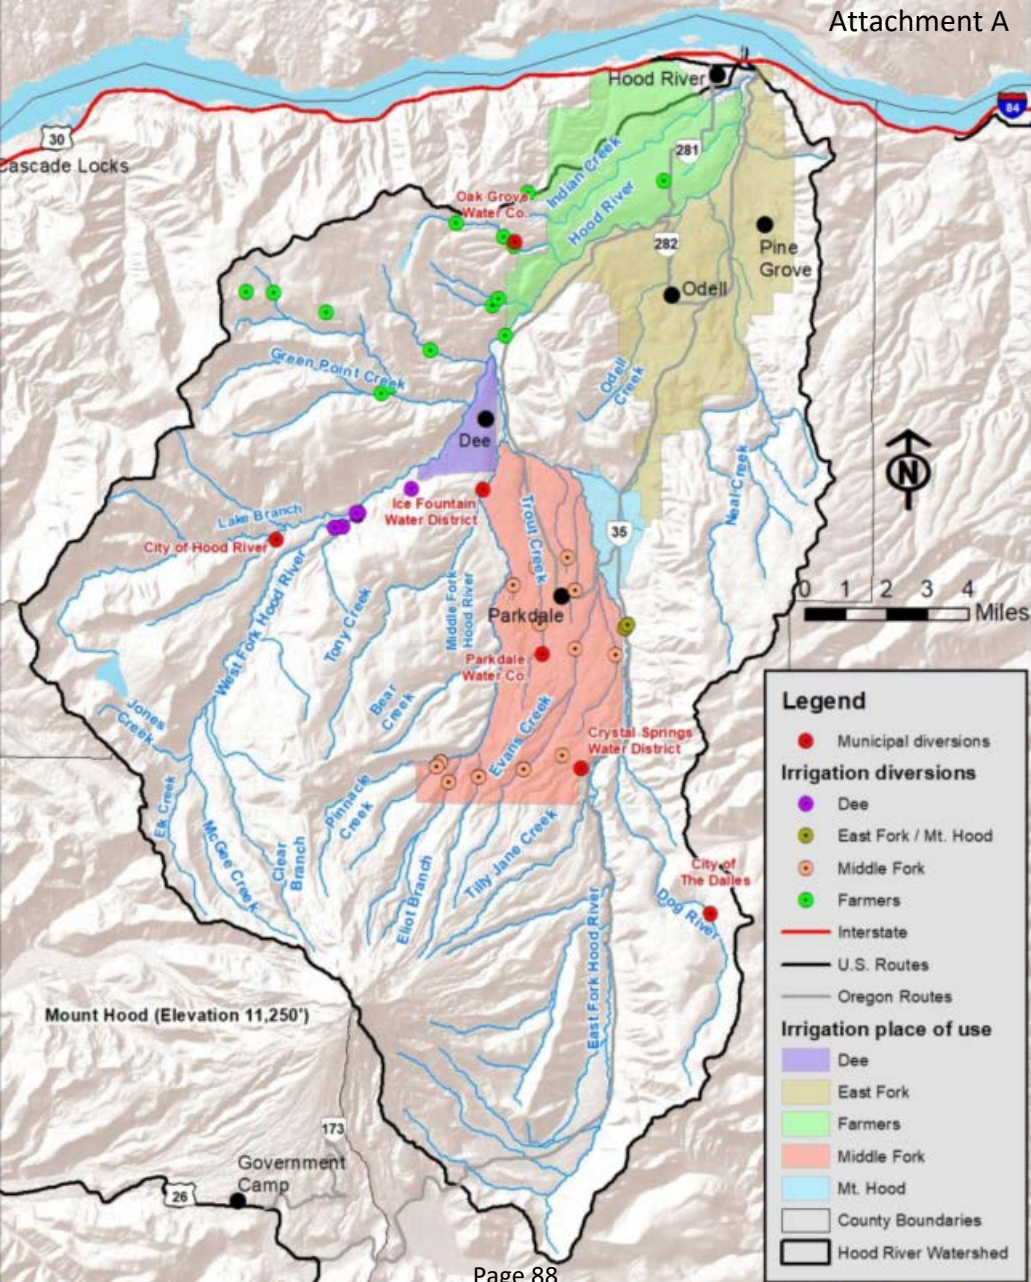 Attachment A
Hood River
84
30
Cascade Locks
281
Indian Creek
Oak Grove
Water Co.
Hood River
282
Pine
Grove
Odell
Green Point Creek
Odell
Creek
Dee
N
Neal Creek
Ice Fountain
Water District
Trout Creek
Lake Branch
City of Hood River
35
0 1 2 3 4
Miles
West Fork Hood River
Tony Creek
Middle Fork
Hood River
Parkdale
Parkdale
Water Co.
Bear
Creek
Jones
Creek
Evans Creek
Crystal Springs
Water District
Pinnacle
Creek
Elk Creek
McGee Creek
Clear
Branch
Eliot Branch
Tilly Jane Creek
City of
The Dalles
Dog River
East Fork Hood River
Mount Hood (Elevation 11,250')
173
Government
Camp
26
Legend
Municipal diversions
Irrigation diversions
Dee
East Fork / Mt. Hood
Middle Fork
Farmers
Interstate
U.S. Routes
Oregon Routes
Irrigation place of use
Dee
East Fork
Farmers
Middle Fork
Mt. Hood
County Boundaries
Hood River Watershed
Page 88